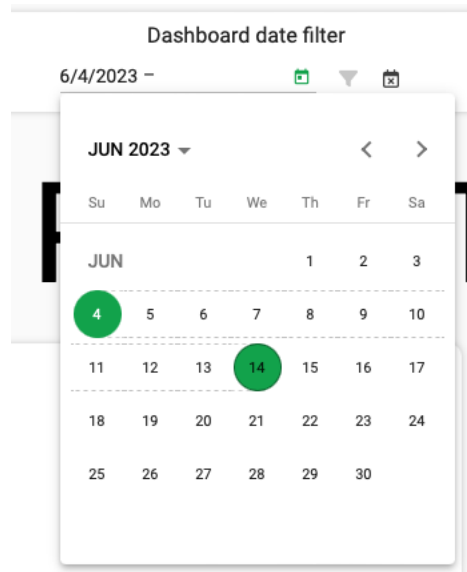 Dashboard date filter
6/4/2023 –
JUN 2023
Su Mo Tu We Th Fr Sa
JUN 1 2 3
4 5 6 7 8 9 10
11 12 13 14 15 16 17
18 19 20 21 22 23 24
25 26 27 28 29 30